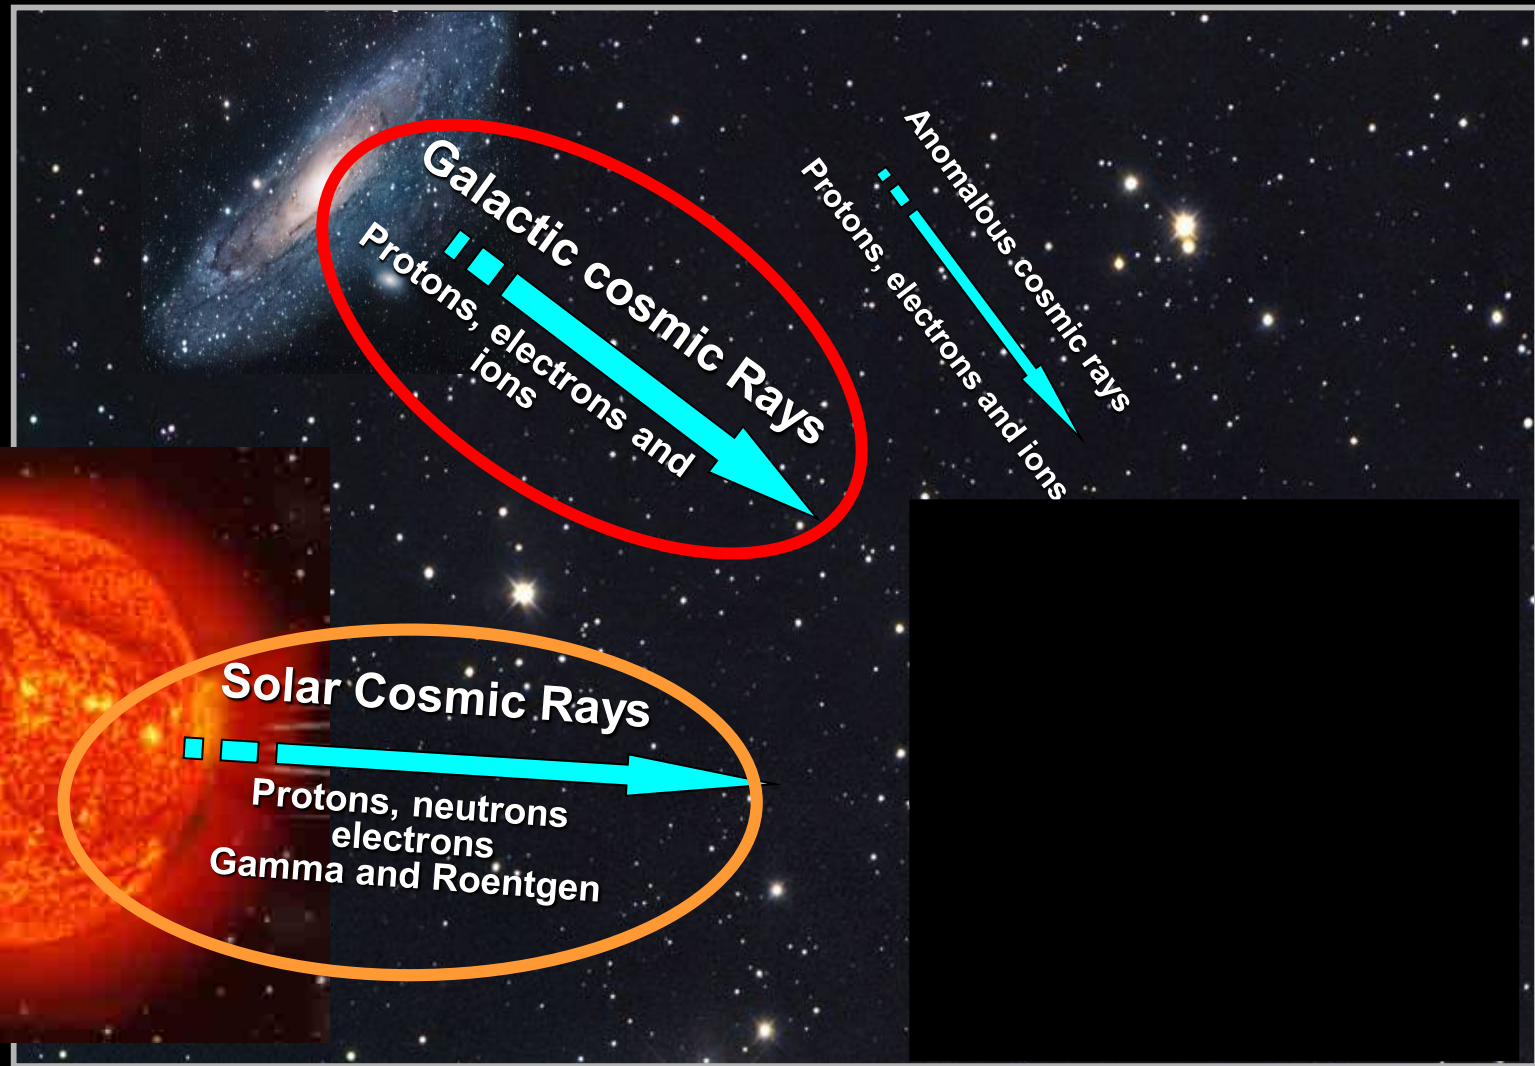 Galactic cosmic Rays
Protons, electrons and
ions
Anomalous cosmic rays
Protons, electrons and ions
Solar Cosmic Rays
Protons, neutrons
electrons
Gamma and Roentgen